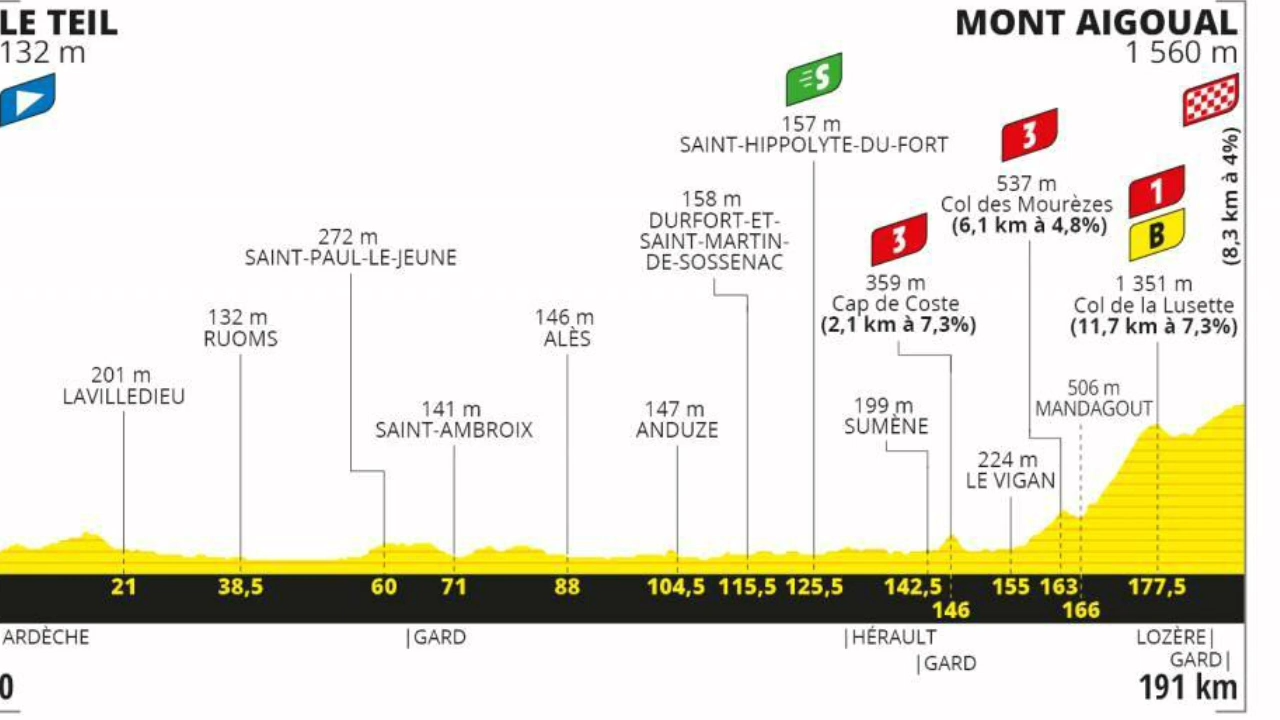 LE TEIL
132 m
MONT AIGOUAL
1 560 m
S
157 m
SAINT-HIPPOLYTE-DU-FORT
3
537 m
Col des Mourèzes
(6,1 km à 4,8%)
1
B
1 351 m
Col de la Lusette
(11,7 km à 7,3%)
(8,3 km à 4%)
158 m
DURFORT-ET-
SAINT-MARTIN-
DE-SOSSENAC
3
359 m
Cap de Coste
(2,1 km à 7,3%)
272 m
SAINT-PAUL-LE-JEUNE
132 m
RUOMS
146 m
ALÈS
201 m
LAVILLEDIEU
141 m
SAINT-AMBROIX
147 m
ANDUZE
199 m
SUMÈNE
506 m
MANDAGOUT
224 m
LE VIGAN
21 38,5 60 71 88 104,5 115,5 125,5 142,5 155 163 177,5
146 166
ARDÈCHE |GARD |HÉRAULT LOZÈRE|
|GARD GARD|
0 191 km